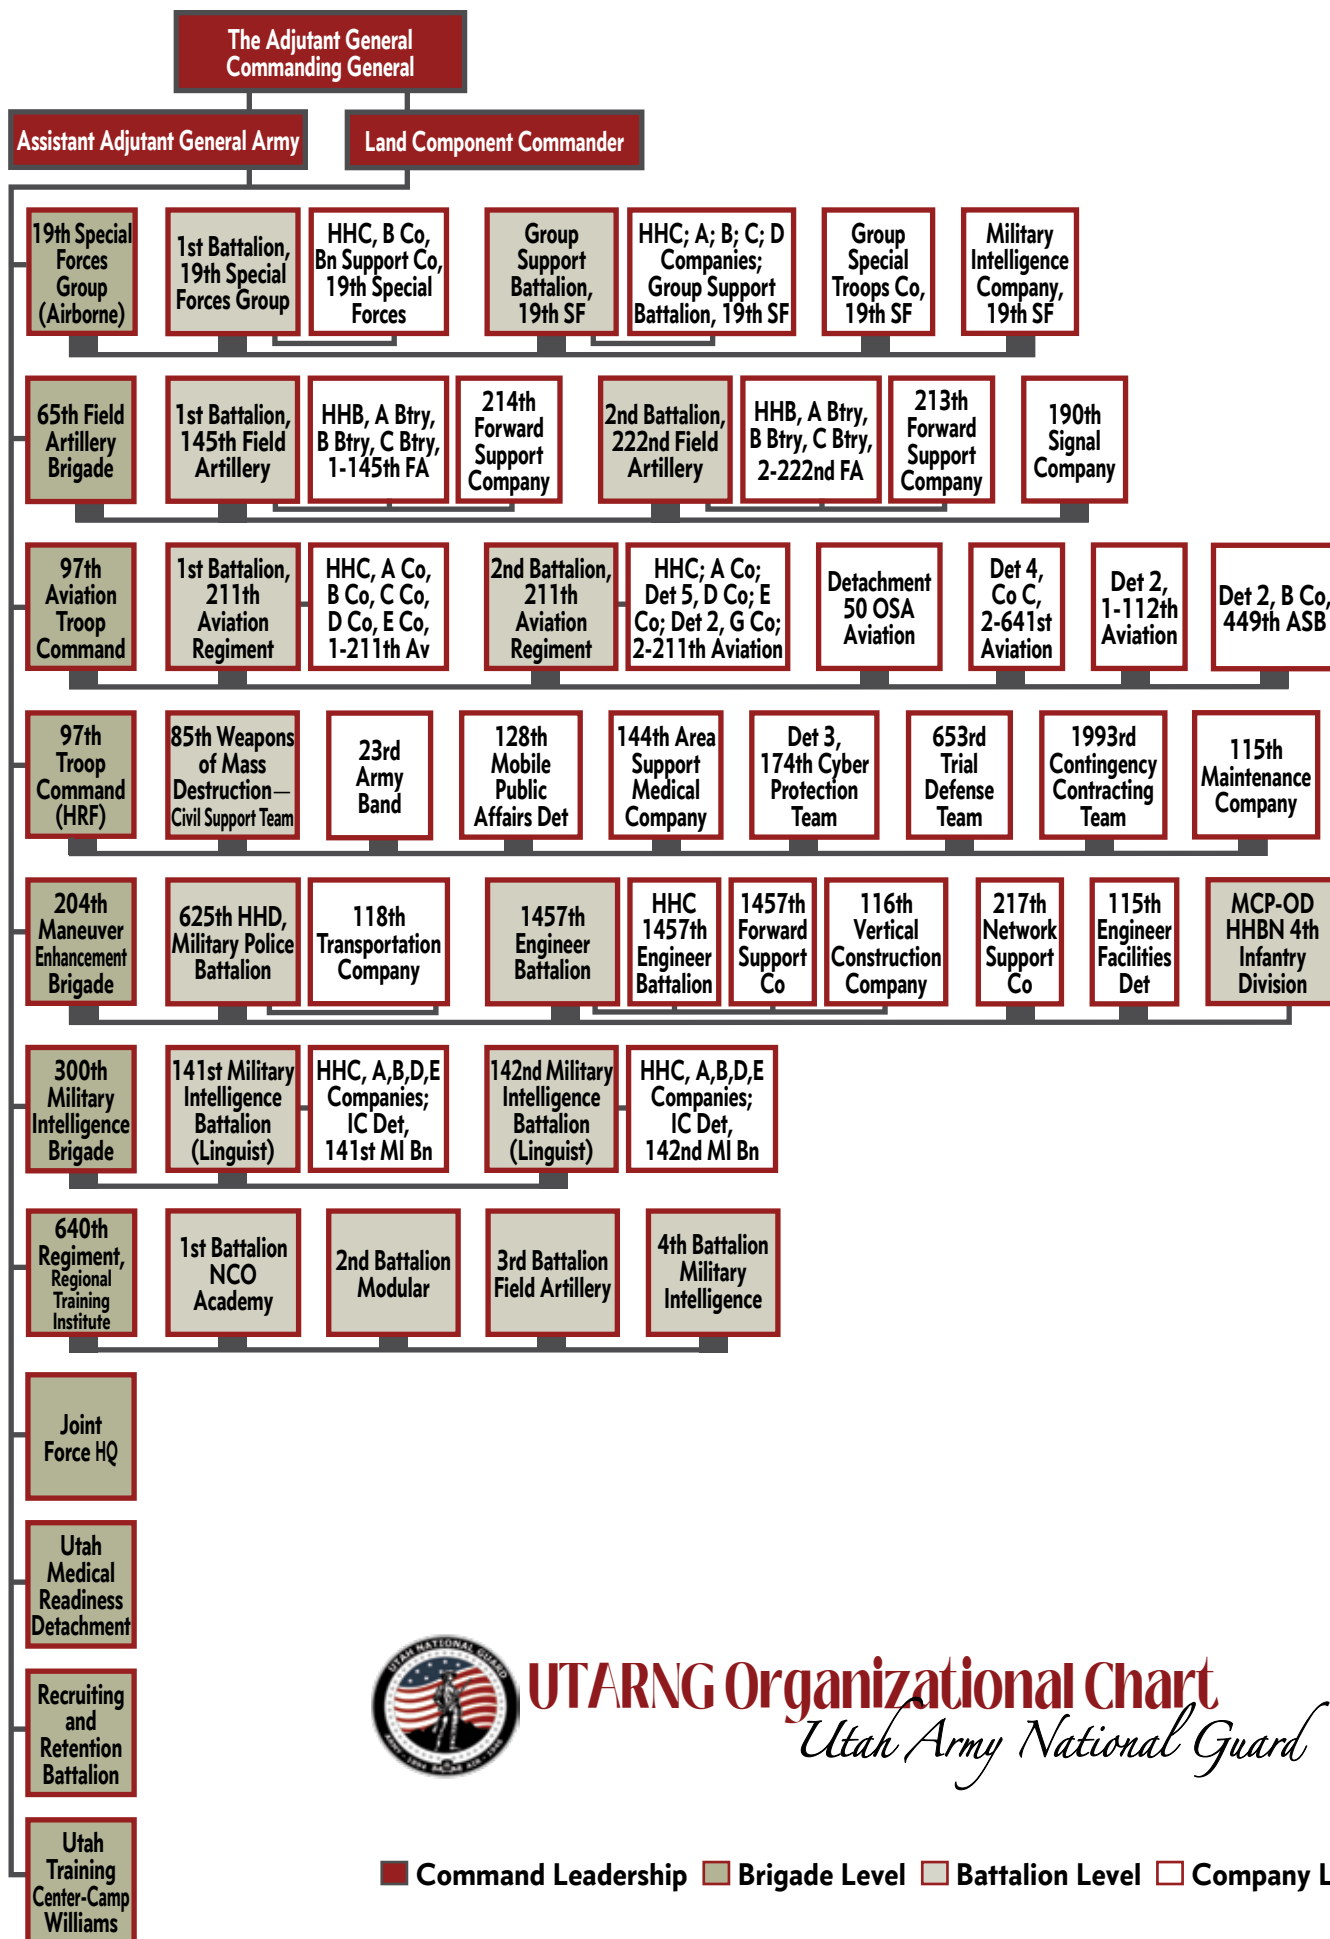 The Adjutant General
Commanding General
Assistant Adjutant General Army
Land Component Commander
19th Special
Forces
Group
(Airborne)
1st Battalion,
19th Special
Forces Group
HHC, B Co,
Bn Support Co,
19th Special
Forces
Group
Support
Battalion,
19th SF
HHC; A; B; C; D
Companies;
Group Support
Battalion, 19th SF
Group
Special
Troops Co,
19th SF
Military
Intelligence
Company,
19th SF
65th Field
Artillery
Brigade
1st Battalion,
145th Field
Artillery
HHB, A Btry,
B Btry, C Btry,
1-145th FA
214th
Forward
Support
Company
2nd Battalion,
222nd Field
Artillery
HHB, A Btry,
B Btry, C Btry,
2-222nd FA
213th
Forward
Support
Company
190th
Signal
Company
97th
Aviation
Troop
Command
1st Battalion,
211th
Aviation
Regiment
HHC, A Co,
B Co, C Co,
D Co, E Co,
1-211th Av
2nd Battalion,
211th
Aviation
Regiment
HHC; A Co;
Det 5, D Co; E
Co; Det 2, G Co;
2-211th Aviation
Detachment
50 OSA
Aviation
Det 4,
Co C,
2-641st
Aviation
Det 2,
1-112th
Aviation
Det 2, B Co,
449th ASB
97th
Troop
Command
(HRF)
85th Weapons
of Mass
Destruction—
Civil Support Team
23rd
Army
Band
128th
Mobile
Public
Affairs Det
144th Area
Support
Medical
Company
Det 3,
174th Cyber
Protection
Team
653rd
Trial
Defense
Team
1993rd
Contingency
Contracting
Team
115th
Maintenance
Company
204th
Maneuver
Enhancement
Brigade
625th HHD,
Military Police
Battalion
118th
Transportation
Company
1457th
Engineer
Battalion
HHC
1457th
Engineer
Battalion
1457th
Forward
Support
Co
116th
Vertical
Construction
Company
217th
Network
Support
Co
115th
Engineer
Facilities
Det
MCP-OD
HHBN 4th
Infantry
Division
300th
Military
Intelligence
Brigade
141st Military
Intelligence
Battalion
(Linguist)
HHC, A,B,D,E
Companies;
IC Det,
141st MI Bn
142nd Military
Intelligence
Battalion
(Linguist)
HHC, A,B,D,E
Companies;
IC Det,
142nd MI Bn
640th
Regiment,
Regional
Training
Institute
1st Battalion
NCO
Academy
2nd Battalion
Modular
3rd Battalion
Field Artillery
4th Battalion
Military
Intelligence
Joint
Force HQ
Utah
Medical
Readiness
Detachment
Recruiting
and
Retention
Battalion
Utah
Training
Center-Camp
Williams
UTAH NATIONAL GUARD
UTARNG Organizational Chart
Utah Army National Guard
Command Leadership
Brigade Level
Battalion Level
Company L